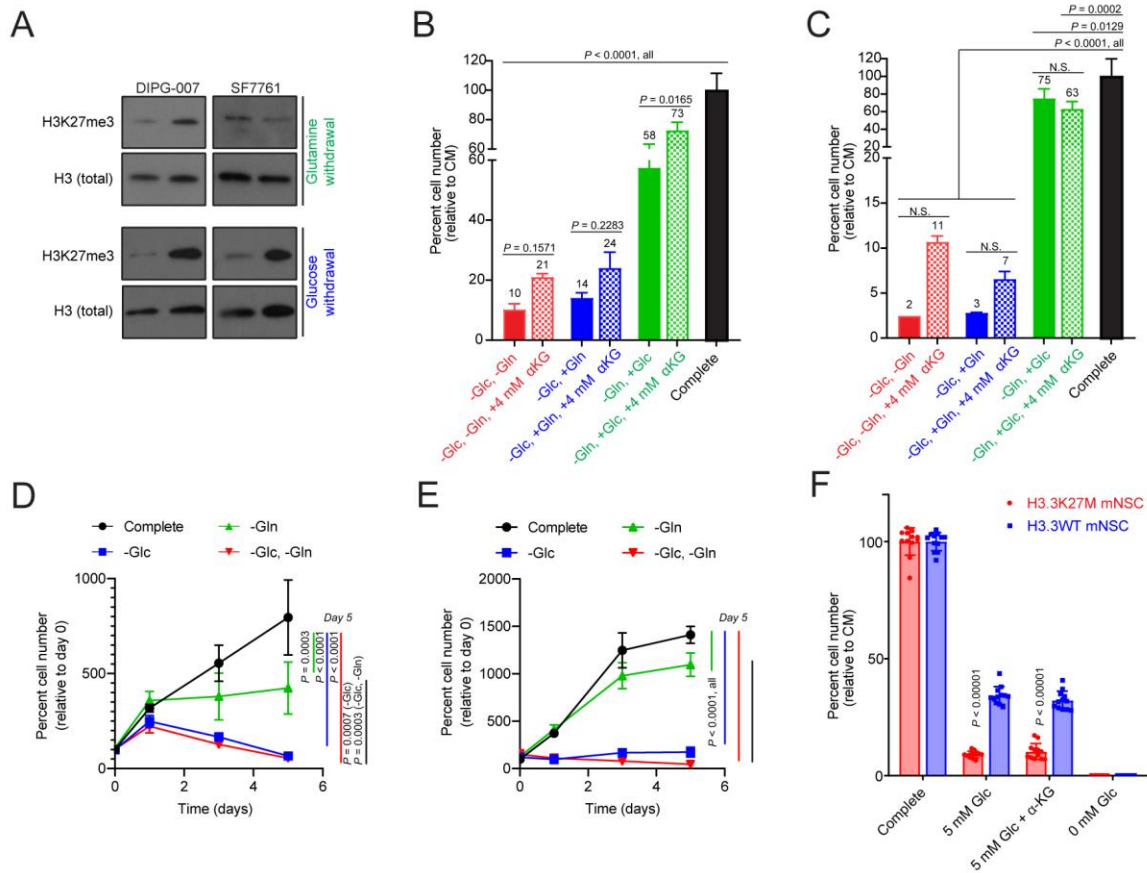 A
DIPG-007 SF7761
H3K27me3
H3 (total)
Glutamine
withdrawal
H3K27me3
H3 (total)
Glucose
withdrawal
B
P < 0.0001, all
Percent cell number
(relative to CM)
120
100
80
60
60
40
20
0
P = 0.1571
10
21
P = 0.2283
14
24
P = 0.0165
58
73
-Glc, -Gln
-Glc, -Gln, +4 mM αKG
-Glc, +Gln
-Glc, +Gln, +4 mM αKG
-Gln, +Glc
-Gln, +Glc, +4 mM αKG
Complete
C
P = 0.0002
P = 0.0129
P < 0.0001, all
Percent cell number
(relative to CM)
120
100
80
60
40
20
20
15
10
5
0
N.S.
2
11
N.S.
3
7
N.S.
75
63
-Glc, -Gln
-Glc, -Gln, +4 mM αKG
-Glc, +Gln
-Glc, +Gln, +4 mM αKG
-Gln, +Glc
-Gln, +Glc, +4 mM αKG
Complete
D
Complete -Gln
-Glc -Glc, -Gln
Percent cell number
(relative to day 0)
1000
500
0
0 2 4 6
Time (days)
Day 5
P = 0.0003
P < 0.0001
P < 0.0001
P = 0.0007 (-Glc)
P = 0.0003 (-Glc, -Gln)
E
Complete -Gln
-Glc -Glc, -Gln
Percent cell number
(relative to day 0)
2000
1500
1000
500
0
0 2 4 6
Time (days)
Day 5
P < 0.0001, all
F
H3.3K27M mNSC
H3.3WT mNSC
Percent cell number
(relative to CM)
100
50
0
P < 0.00001
P < 0.00001
Complete
5 mM Glc
5 mM Glc + α-KG
0 mM Glc